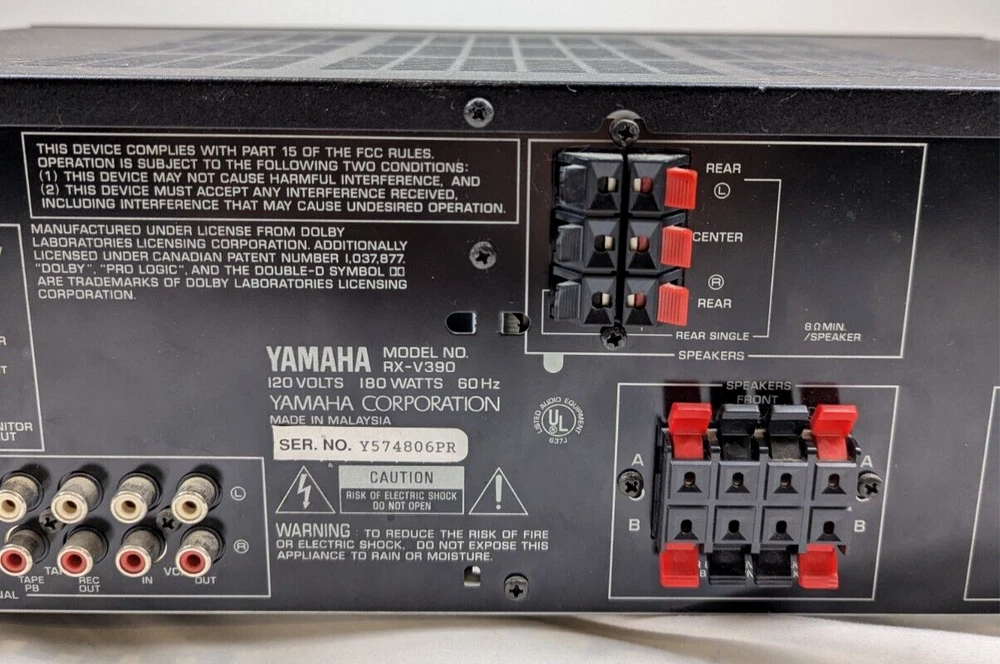 THIS DEVICE COMPLIES WITH PART 15 OF THE FCC RULES.
OPERATION IS SUBJECT TO THE FOLLOWING TWO CONDITIONS:
(1) THIS DEVICE MAY NOT CAUSE HARMFUL INTERFERENCE, AND
(2) THIS DEVICE MUST ACCEPT ANY INTERFERENCE RECEIVED,
INCLUDING INTERFERENCE THAT MAY CAUSE UNDESIRED OPERATION.
MANUFACTURED UNDER LICENSE FROM DOLBY
LABORATORIES LICENSING CORPORATION. ADDITIONALLY
LICENSED UNDER CANADIAN PATENT NUMBER 1,037,877.
"DOLBY", "PRO LOGIC", AND THE DOUBLE-D SYMBOL
ARE TRADEMARKS OF DOLBY LABORATORIES LICENSING
CORPORATION.
REAR
L
CENTER
R
REAR
REAR SINGLE
8 Ω MIN.
/SPEAKER
SPEAKERS
YAMAHA MODEL NO.
RX-V390
120 VOLTS 180 WATTS 60 Hz
YAMAHA CORPORATION
MADE IN MALAYSIA
SER. NO. Y574806PR
LISTED AUDIO EQUIPMENT
UL
637J
CAUTION
RISK OF ELECTRIC SHOCK
DO NOT OPEN
WARNING : TO REDUCE THE RISK OF FIRE
OR ELECTRIC SHOCK, DO NOT EXPOSE THIS
APPLIANCE TO RAIN OR MOISTURE.
SPEAKERS
FRONT
A
A
B
B
L
R
TAPE
PB
REC
OUT
IN
OUT